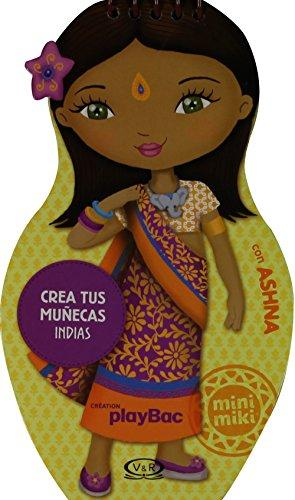 con ASHNA
CREA TUS
MUÑECAS
INDIAS
CRÉATION
playBac
mini
miki
V&R